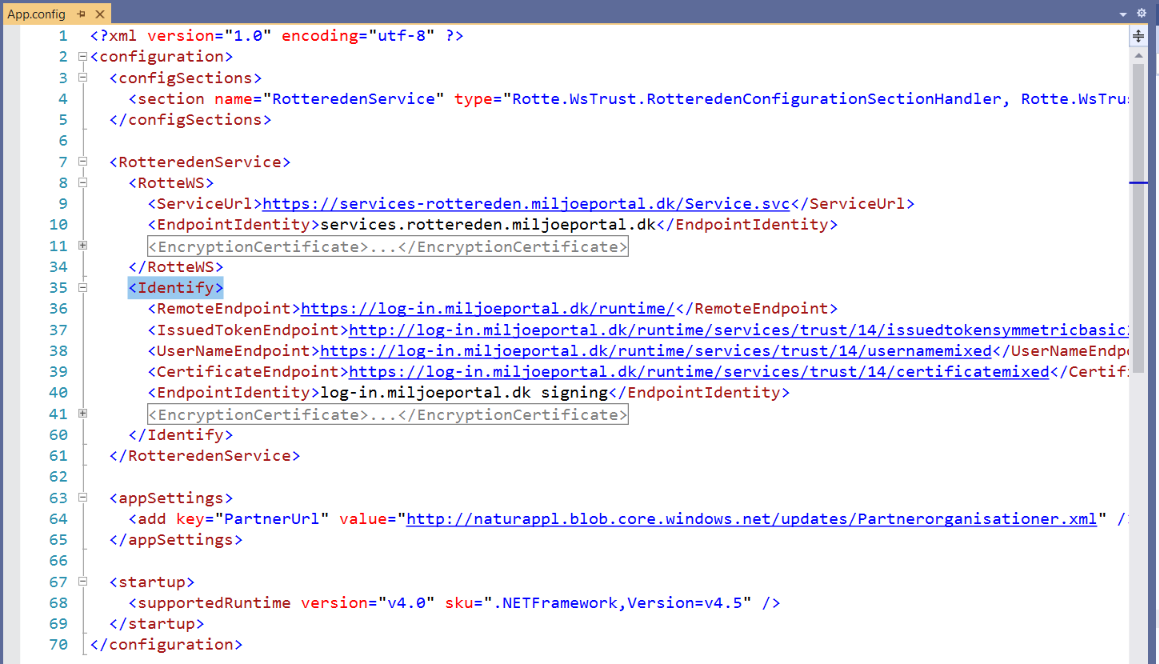 App.config
1 <?xml version="1.0" encoding="utf-8" ?>
2 <configuration>
3 <configSections>
4 <section name="RotteredenService" type="Rotte.WsTrust.RotteredenConfigurationSectionHandler, Rotte.WsTru
5 </configSections>
6
7 <RotteredenService>
8 <RotteWS>
9 <ServiceUrl>https://services-rottereden.miljoeportal.dk/Service.svc</ServiceUrl>
10 <EndpointIdentity>services.rottereden.miljoeportal.dk</EndpointIdentity>
11 <EncryptionCertificate>...</EncryptionCertificate>
34 </RotteWS>
35 <Identify>
36 <RemoteEndpoint>https://log-in.miljoeportal.dk/runtime/</RemoteEndpoint>
37 <IssuedTokenEndpoint>http://log-in.miljoeportal.dk/runtime/services/trust/14/issuedtokensymmetricbasic
38 <UserNameEndpoint>https://log-in.miljoeportal.dk/runtime/services/trust/14/usernamemixed</UserNameEndp
39 <CertificateEndpoint>https://log-in.miljoeportal.dk/runtime/services/trust/14/certificatemixed</Certif
40 <EndpointIdentity>log-in.miljoeportal.dk signing</EndpointIdentity>
41 <EncryptionCertificate>...</EncryptionCertificate>
60 </Identify>
61 </RotteredenService>
62
63 <appSettings>
64 <add key="PartnerUrl" value="http://naturappl.blob.core.windows.net/updates/Partnerorganisationer.xml" /
65 </appSettings>
66
67 <startup>
68 <supportedRuntime version="v4.0" sku=".NETFramework,Version=v4.5" />
69 </startup>
70 </configuration>